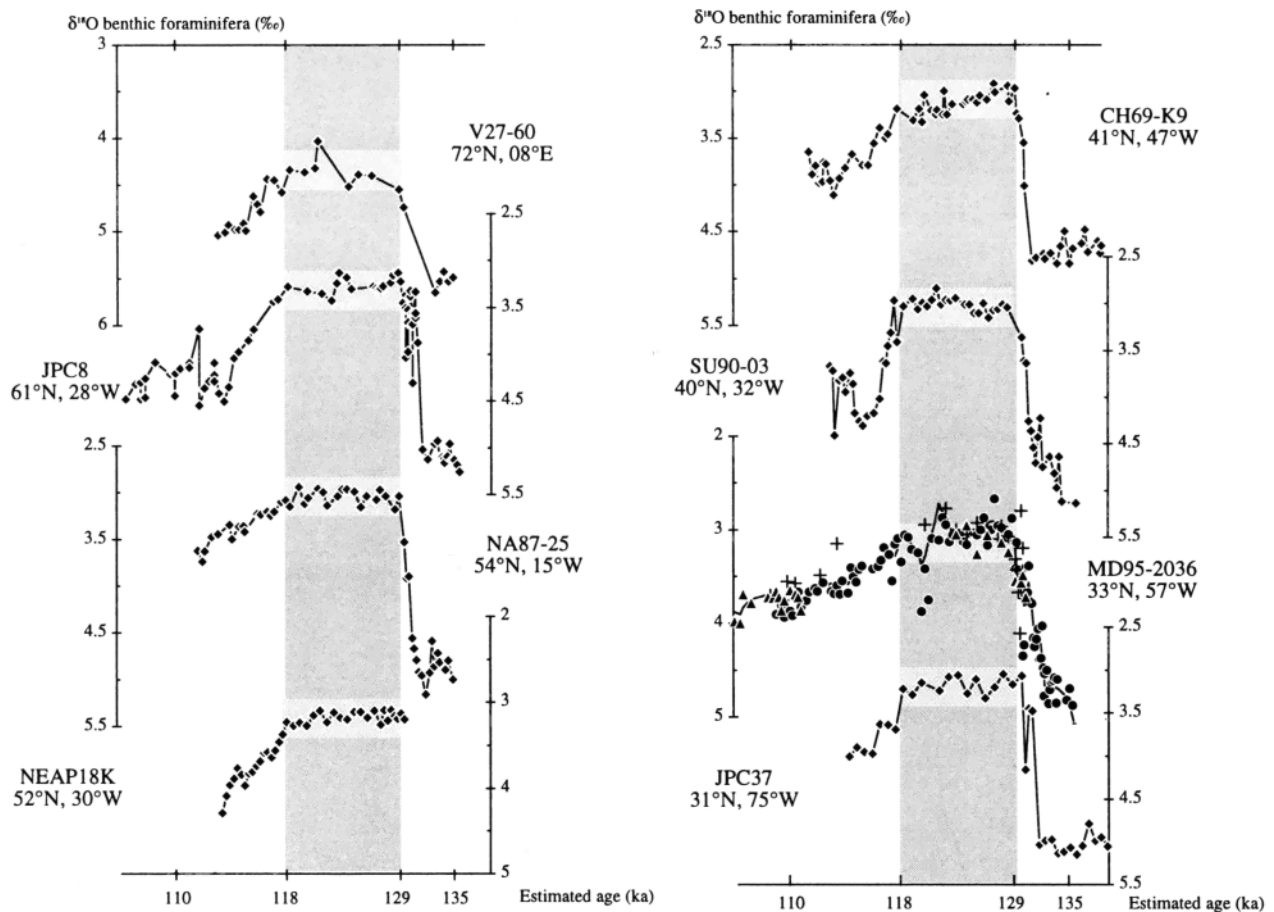 δ¹⁸O benthic foraminifera (‰)
3
4
5
6
V27-60
72°N, 08°E
2.5
3.5
4.5
5.5
JPC8
61°N, 28°W
2.5
3.5
4.5
5.5
NA87-25
54°N, 15°W
2
3
4
5
NEAP18K
52°N, 30°W
110
118
129
135
Estimated age (ka)
δ¹⁸O benthic foraminifera (‰)
2.5
3.5
4.5
5.5
CH69-K9
41°N, 47°W
2.5
3.5
4.5
5.5
SU90-03
40°N, 32°W
2
3
4
5
MD95-2036
33°N, 57°W
2.5
3.5
4.5
5.5
JPC37
31°N, 75°W
110
118
129
135
Estimated age (ka)